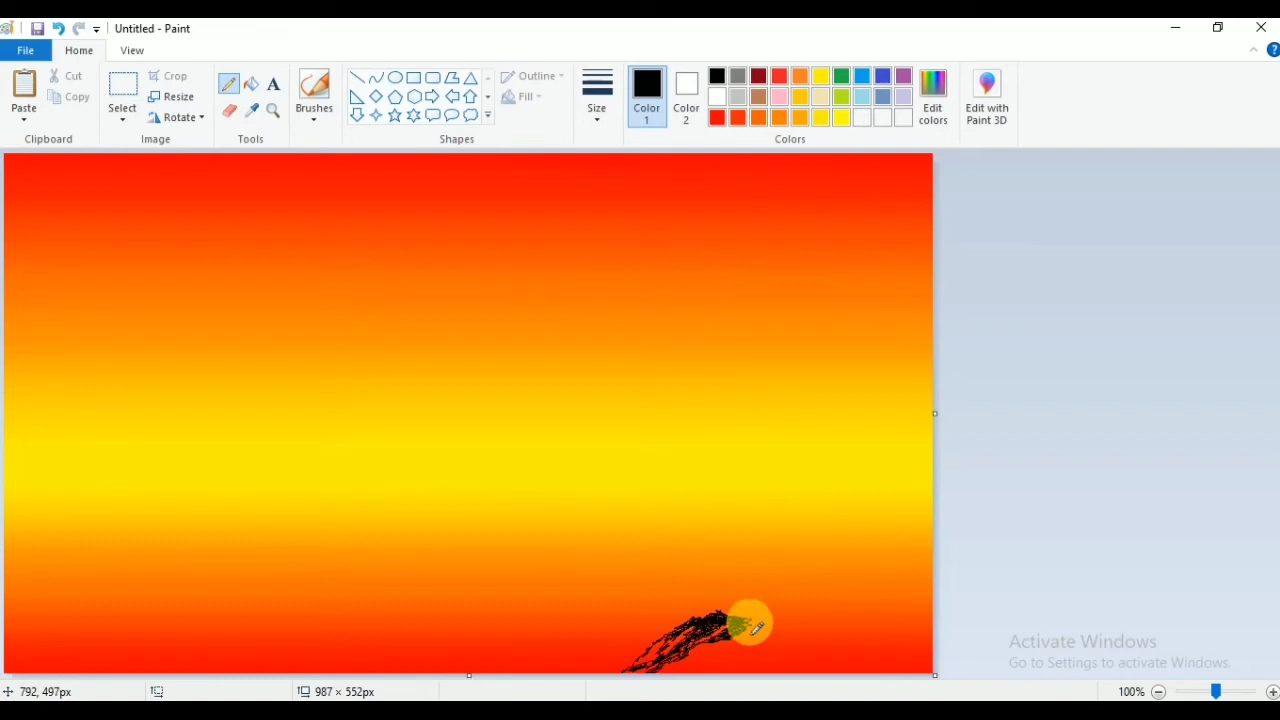 Untitled - Paint
File Home View
Paste
Cut
Copy
Clipboard
Select
Crop
Resize
Rotate
Image
A
Tools
Brushes
Outline
Fill
Shapes
Size
Color 1
Color 2
Edit colors
Colors
Edit with Paint 3D
Activate Windows
Go to Settings to activate Windows.
792, 497px
987 × 552px
100%